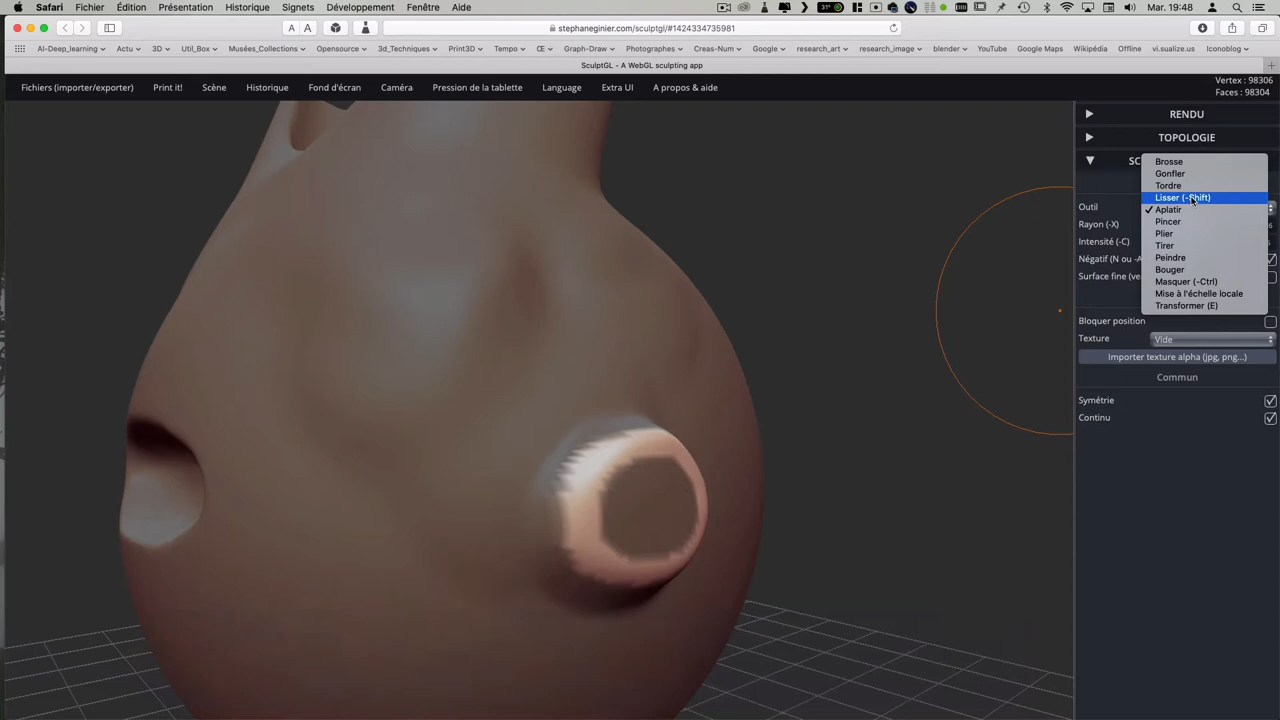 Safari Fichier Édition Présentation Historique Signets Développement Fenêtre Aide
31° Mar. 19:48
A A stephaneginier.com/sculptgl/#1424334735981
AI-Deep_learning Actu 3D Util_Box Musées_Collections Opensource 3d_Techniques Print3D Tempo Œ Graph-Draw Photographes Creas-Num Google research_art research_image blender YouTube Google Maps Wikipédia Offline vi.sualize.us Iconoblog
SculptGL - A WebGL sculpting app
Fichiers (importer/exporter) Print it! Scène Historique Fond d'écran Caméra Pression de la tablette Language Extra UI A propos & aide
Vertex : 98306
Faces : 98304
RENDU
TOPOLOGIE
SC
Brosse
Gonfler
Tordre
Lisser (-Shift)
✓ Aplatir
Pincer
Plier
Tirer
Peindre
Bouger
Masquer (-Ctrl)
Mise à l'échelle locale
Transformer (E)
Outil
Rayon (-X)
Intensité (-C)
Négatif (N ou -A
Surface fine (ve
Bloquer position
Texture Vide
Importer texture alpha (jpg, png...)
Commun
Symétrie
Continu